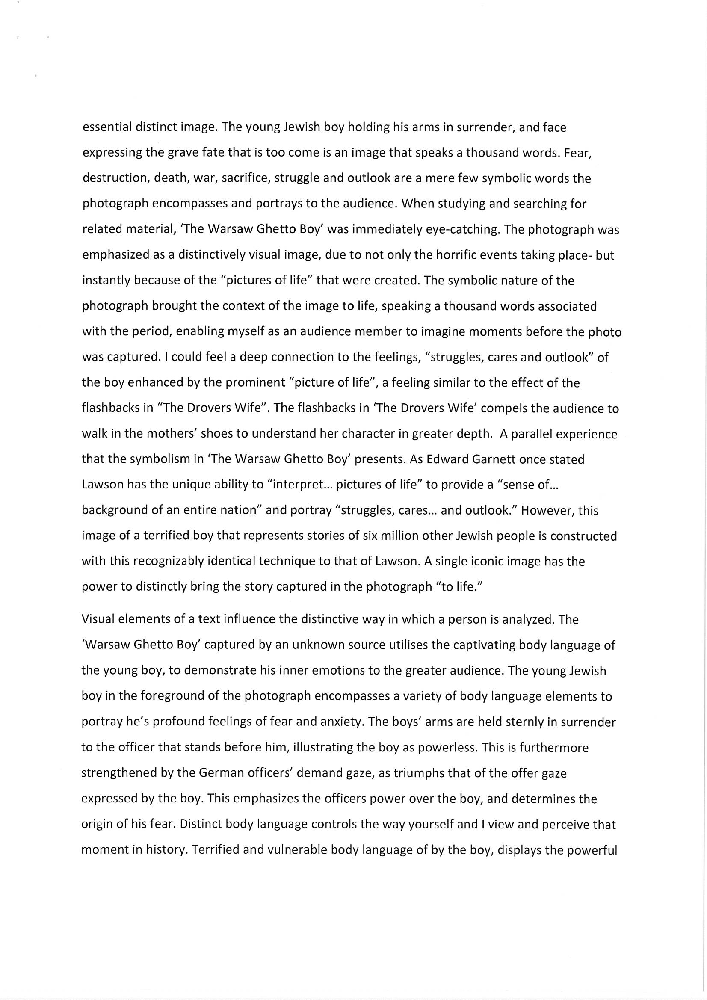 essential distinct image. The young Jewish boy holding his arms in surrender, and face
expressing the grave fate that is too come is an image that speaks a thousand words. Fear,
destruction, death, war, sacrifice, struggle and outlook are a mere few symbolic words the
photograph encompasses and portrays to the audience. When studying and searching for
related material, ‘The Warsaw Ghetto Boy’ was immediately eye-catching. The photograph was
emphasized as a distinctively visual image, due to not only the horrific events taking place- but
instantly because of the “pictures of life” that were created. The symbolic nature of the
photograph brought the context of the image to life, speaking a thousand words associated
with the period, enabling myself as an audience member to imagine moments before the photo
was captured. I could feel a deep connection to the feelings, “struggles, cares and outlook” of
the boy enhanced by the prominent “picture of life”, a feeling similar to the effect of the
flashbacks in “The Drovers Wife”. The flashbacks in ‘The Drovers Wife’ compels the audience to
walk in the mothers’ shoes to understand her character in greater depth.  A parallel experience
that the symbolism in ‘The Warsaw Ghetto Boy’ presents. As Edward Garnett once stated
Lawson has the unique ability to “interpret... pictures of life” to provide a “sense of...
background of an entire nation” and portray “struggles, cares... and outlook.” However, this
image of a terrified boy that represents stories of six million other Jewish people is constructed
with this recognizably identical technique to that of Lawson. A single iconic image has the
power to distinctly bring the story captured in the photograph “to life.”
Visual elements of a text influence the distinctive way in which a person is analyzed. The
‘Warsaw Ghetto Boy’ captured by an unknown source utilises the captivating body language of
the young boy, to demonstrate his inner emotions to the greater audience. The young Jewish
boy in the foreground of the photograph encompasses a variety of body language elements to
portray he’s profound feelings of fear and anxiety. The boys’ arms are held sternly in surrender
to the officer that stands before him, illustrating the boy as powerless. This is furthermore
strengthened by the German officers’ demand gaze, as triumphs that of the offer gaze
expressed by the boy. This emphasizes the officers power over the boy, and determines the
origin of his fear. Distinct body language controls the way yourself and I view and perceive that
moment in history. Terrified and vulnerable body language of by the boy, displays the powerful